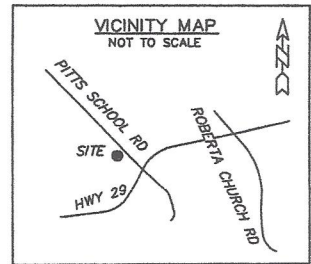 VICINITY MAP
NOT TO SCALE
PITTS SCHOOL RD
ROBERTA CHURCH RD
SITE
HWY 29